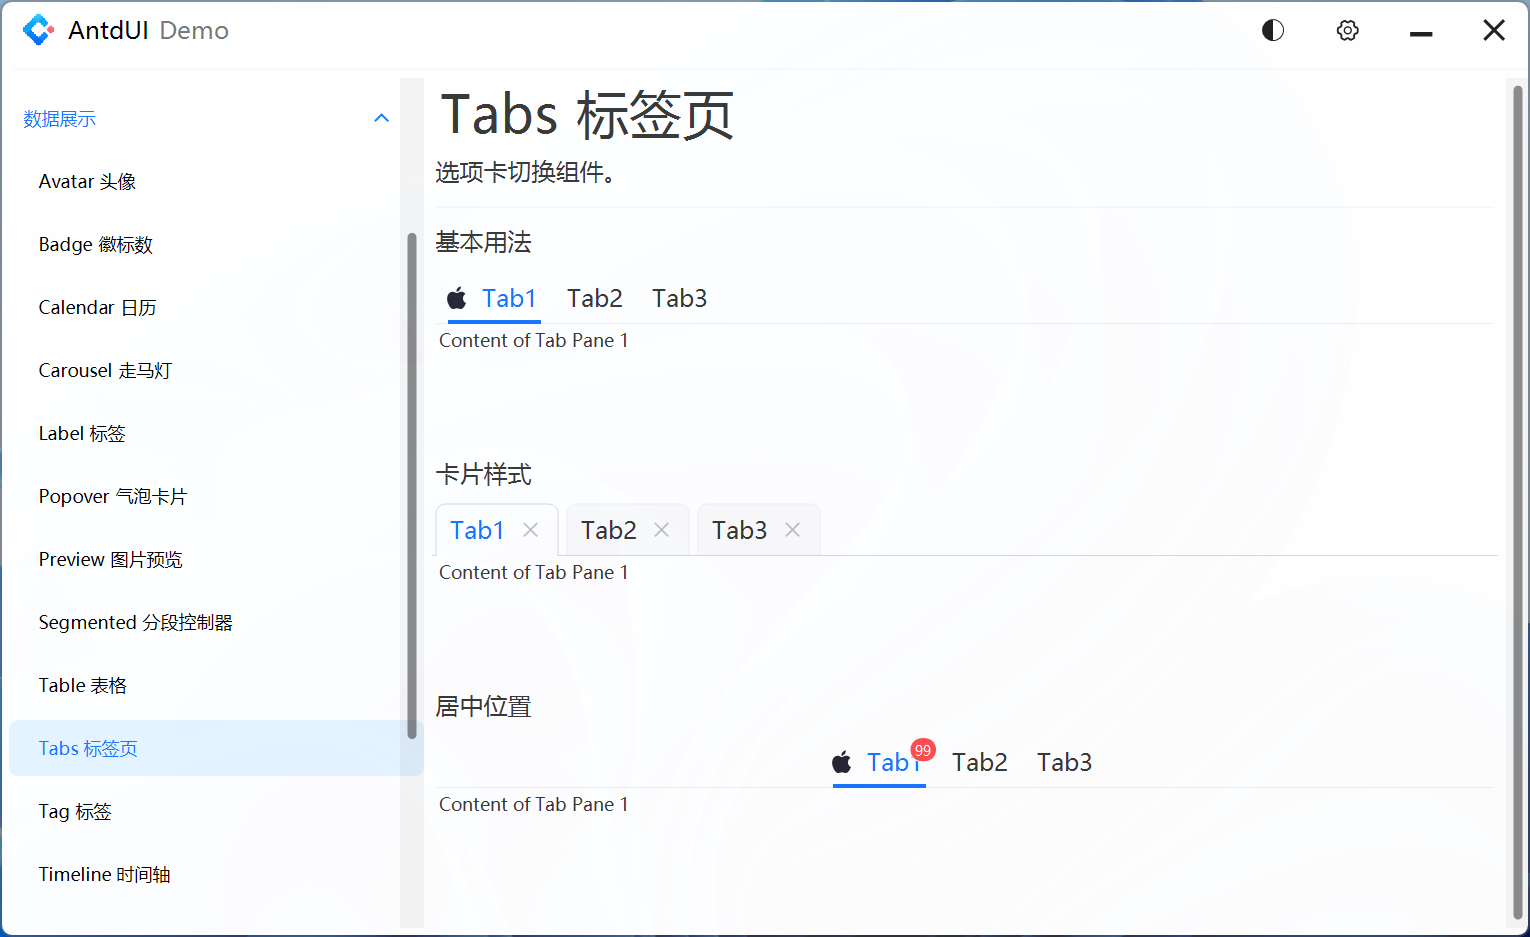 AntdUI Demo
数据展示
Avatar 头像
Badge 徽标数
Calendar 日历
Carousel 走马灯
Label 标签
Popover 气泡卡片
Preview 图片预览
Segmented 分段控制器
Table 表格
Tabs 标签页
Tag 标签
Timeline 时间轴
Tabs 标签页
选项卡切换组件。
基本用法
Tab1 Tab2 Tab3
Content of Tab Pane 1
卡片样式
Tab1 Tab2 Tab3
Content of Tab Pane 1
居中位置
Tab1 99 Tab2 Tab3
Content of Tab Pane 1